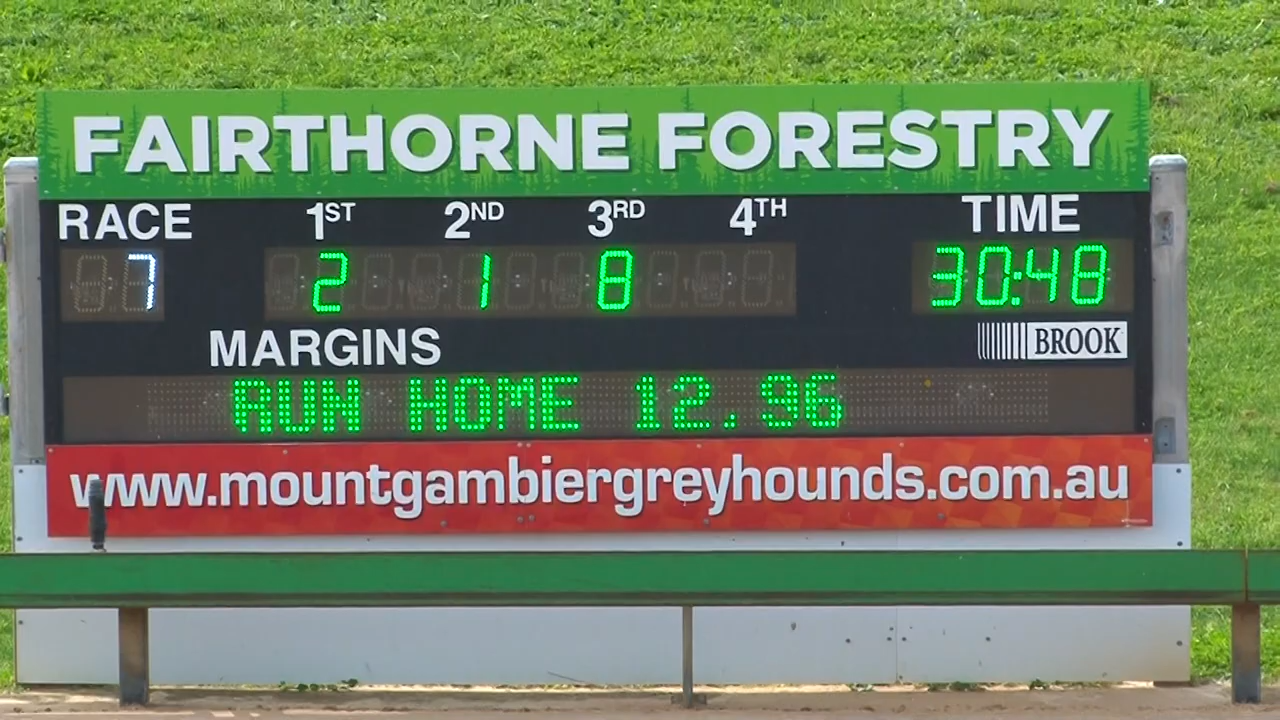 FAIRTHORNE FORESTRY
RACE 1ST 2ND 3RD 4TH TIME
7 2 1 8 30:48
MARGINS BROOK
RUN HOME 12.96
www.mountgambiergreyhounds.com.au